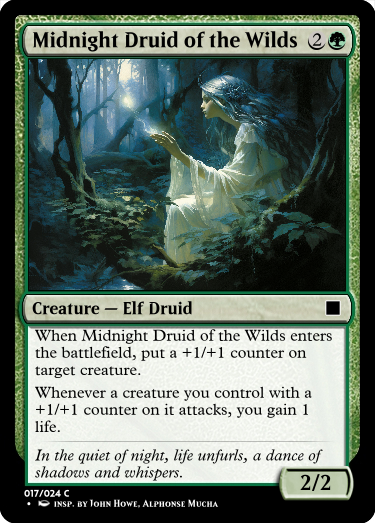 Midnight Druid of the Wilds 2
Creature — Elf Druid
When Midnight Druid of the Wilds enters
the battlefield, put a +1/+1 counter on
target creature.
Whenever a creature you control with a
+1/+1 counter on it attacks, you gain 1
life.
In the quiet of night, life unfurls, a dance of
shadows and whispers.
2/2
017/024 C
• INSP. BY JOHN HOWE, ALPHONSE MUCHA